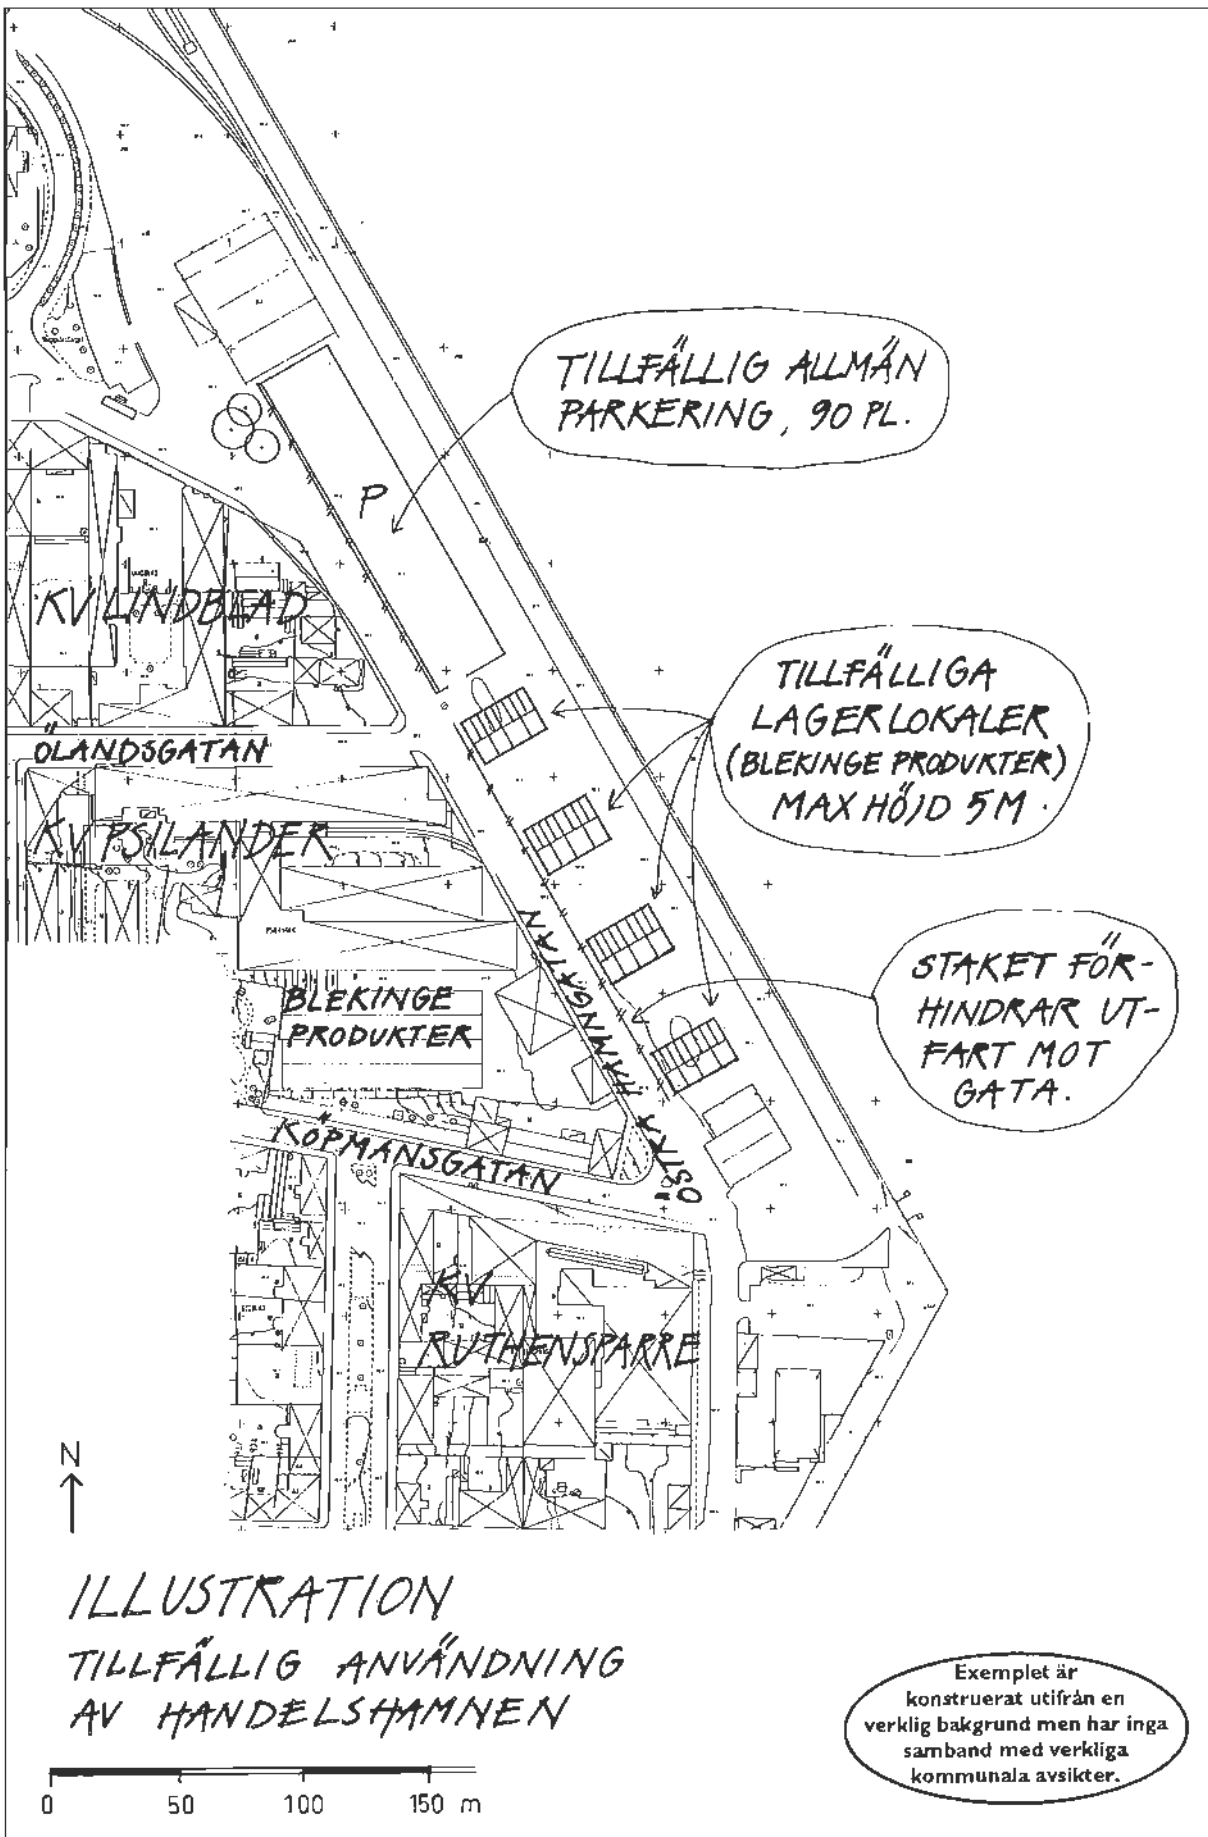 TILLFÄLLIG ALLMÄN
PARKERING, 90 PL.
P
KV LINDBLAD
TILLFÄLLIGA
LAGERLOKALER
(BLEKINGE PRODUKTER)
MAX HÖJD 5 M.
ÖLANDSGATAN
KV PSILANDER
STAKET FÖR-
HINDRAR UT-
FART MOT
GATA.
BLEKINGE
PRODUKTER
ÖSTRA HAMNGATAN
KÖPMANSGATAN
KV
RUTHENSPARRE
N
ILLUSTRATION
TILLFÄLLIG ANVÄNDNING
AV HANDELSHAMNEN
0 50 100 150 m
Exemplet är
konstruerat utifrån en
verklig bakgrund men har inga
samband med verkliga
kommunala avsikter.